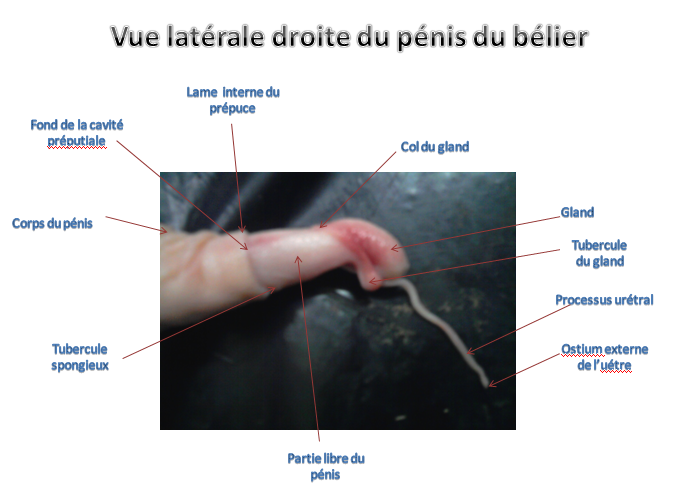 Vue latérale droite du pénis du bélier
Lame interne du
prépuce
Fond de la cavité
préputiale
Col du gland
Corps du pénis
Gland
Tubercule
du gland
Processus urétral
Tubercule
spongieux
Ostium externe
de l'uétre
Partie libre du
pénis